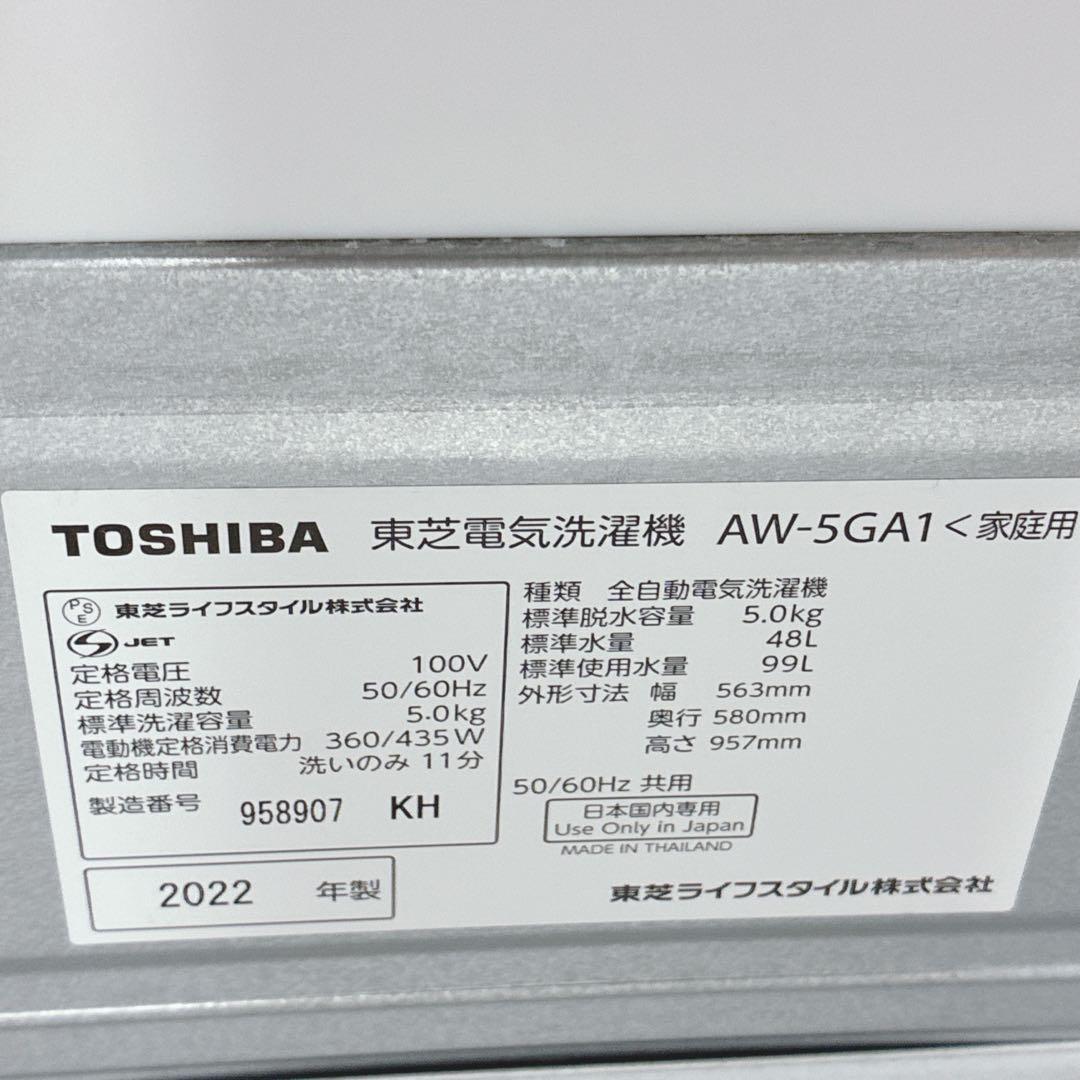 TOSHIBA 東芝電気洗濯機 AW-5GA1<家庭用
PSE 東芝ライフスタイル株式会社
JET
定格電圧 100V
定格周波数 50/60Hz
標準洗濯容量 5.0kg
電動機定格消費電力 360/435W
定格時間 洗いのみ 11分
製造番号 958907 KH
2022 年製
種類 全自動電気洗濯機
標準脱水容量 5.0kg
標準水量 48L
標準使用水量 99L
外形寸法 幅 563mm
奥行 580mm
高さ 957mm
50/60Hz 共用
日本国内専用
Use Only in Japan
MADE IN THAILAND
東芝ライフスタイル株式会社